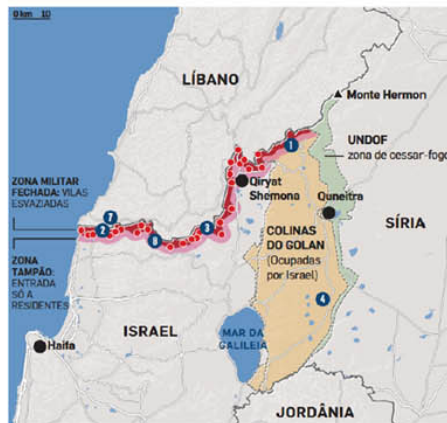 0 km 10
LÍBANO
Monte Hermon
UNDOF
zona de cessar-fogo
ZONA MILITAR
FECHADA: VILAS
ESVAZIADAS
ZONA
TAMPÃO:
ENTRADA
SÓ A
RESIDENTES
1
Qiryat
Shemona
Quneitra
SÍRIA
7
2
8
3
COLINAS
DO GOLAN
(Ocupadas
por Israel)
4
ISRAEL
MAR DA
GALILEIA
Haifa
JORDÂNIA